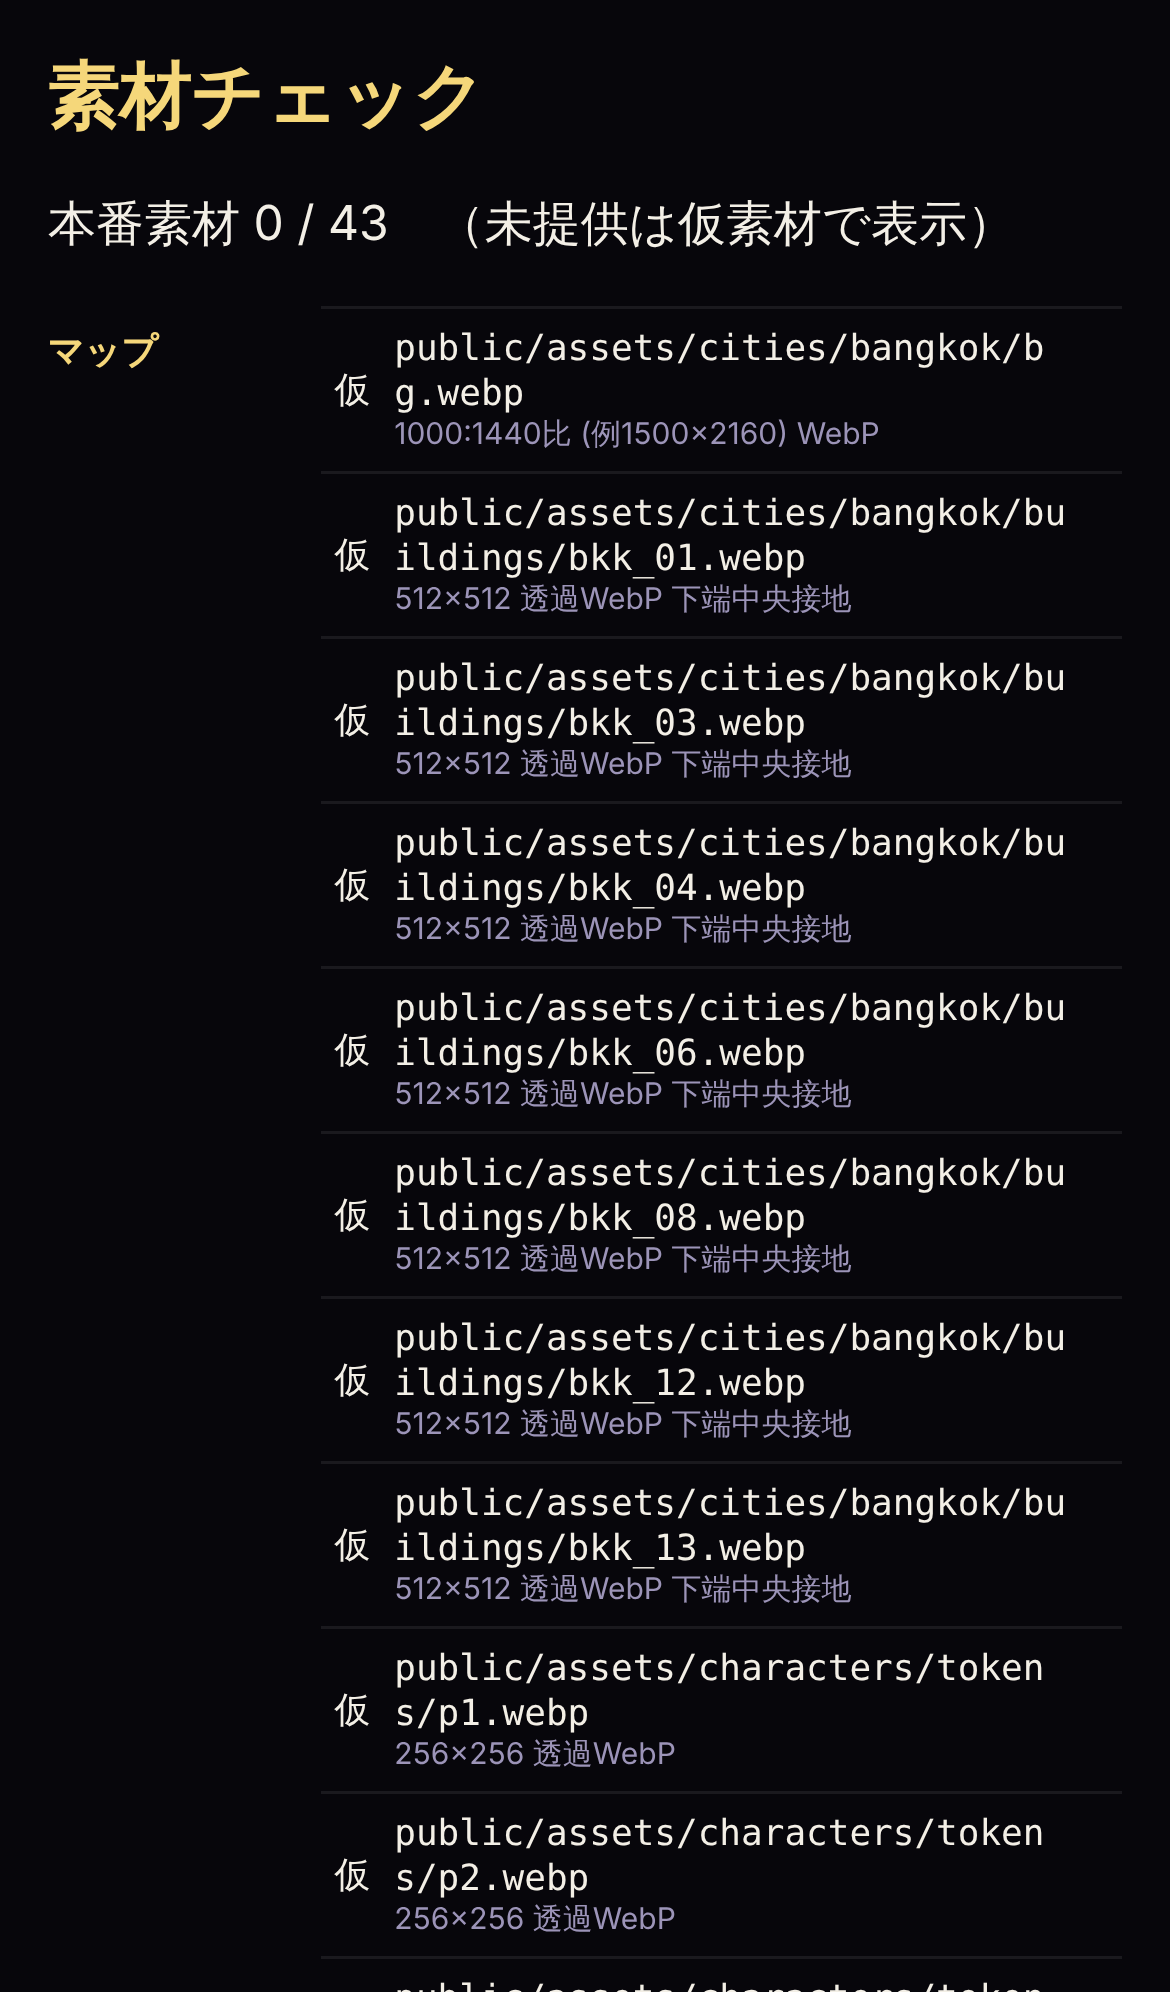 素材チェック
本番素材 0 / 43 （未提供は仮素材で表示）
マップ
仮
public/assets/cities/bangkok/b
g.webp
1000:1440比 (例1500×2160) WebP
仮
public/assets/cities/bangkok/bu
ildings/bkk_01.webp
512×512 透過WebP 下端中央接地
仮
public/assets/cities/bangkok/bu
ildings/bkk_03.webp
512×512 透過WebP 下端中央接地
仮
public/assets/cities/bangkok/bu
ildings/bkk_04.webp
512×512 透過WebP 下端中央接地
仮
public/assets/cities/bangkok/bu
ildings/bkk_06.webp
512×512 透過WebP 下端中央接地
仮
public/assets/cities/bangkok/bu
ildings/bkk_08.webp
512×512 透過WebP 下端中央接地
仮
public/assets/cities/bangkok/bu
ildings/bkk_12.webp
512×512 透過WebP 下端中央接地
仮
public/assets/cities/bangkok/bu
ildings/bkk_13.webp
512×512 透過WebP 下端中央接地
仮
public/assets/characters/token
s/p1.webp
256×256 透過WebP
仮
public/assets/characters/token
s/p2.webp
256×256 透過WebP
public/assets/characters/token